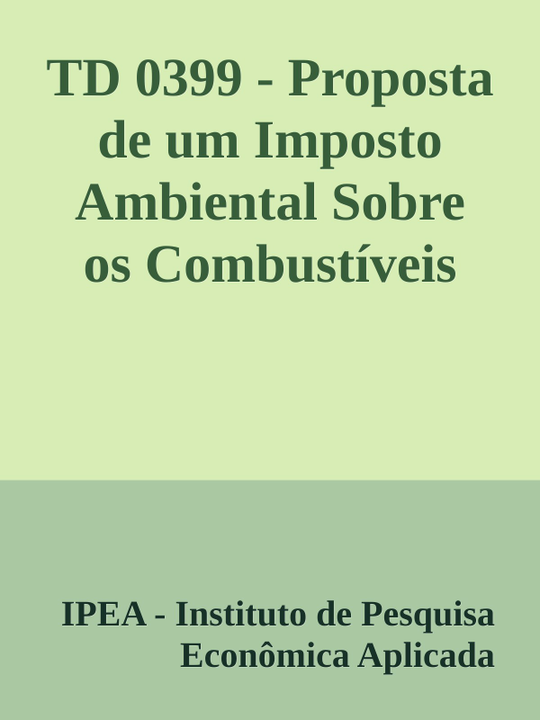 TD 0399 - Proposta
de um Imposto
Ambiental Sobre
os Combustíveis
IPEA - Instituto de Pesquisa
Econômica Aplicada